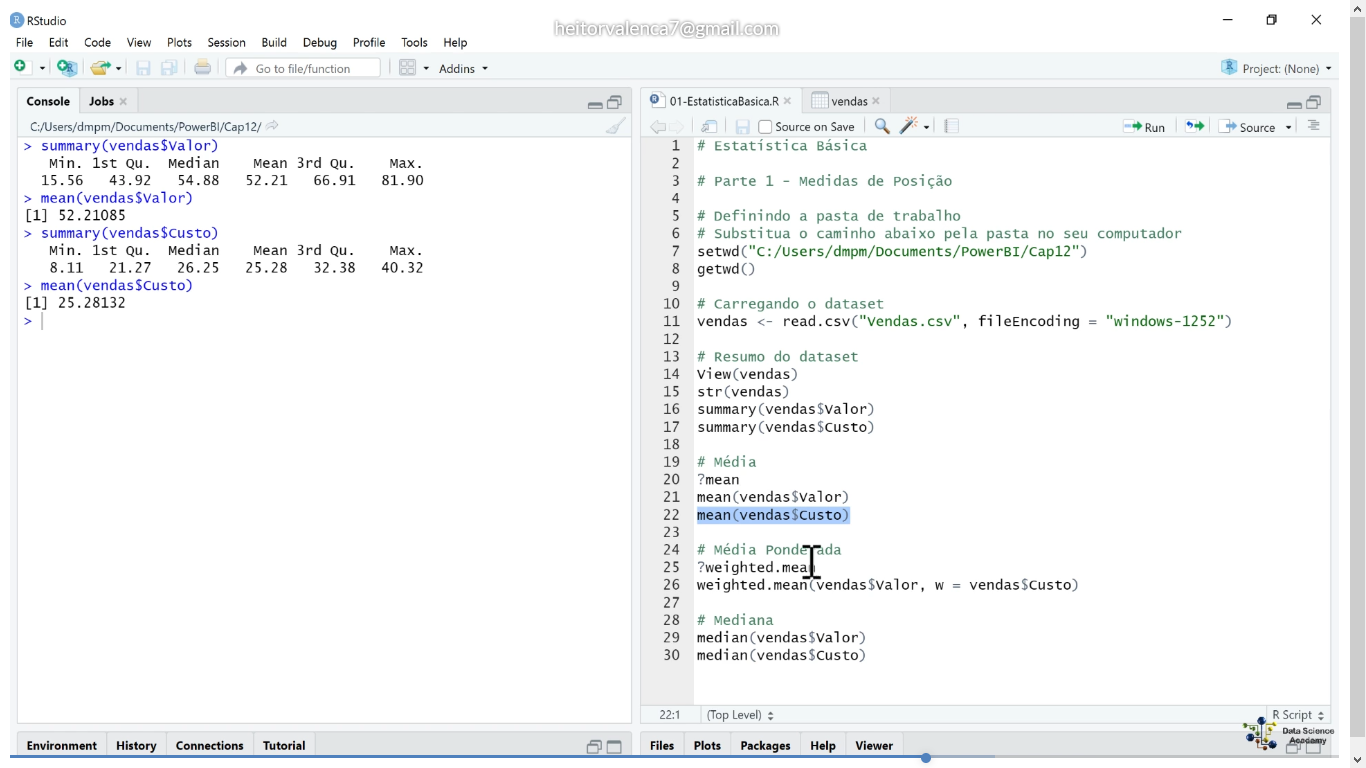 RStudio
heitorvalenca7@gmail.com
File Edit Code View Plots Session Build Debug Profile Tools Help
Go to file/function Addins Project: (None)
Console Jobs
C:/Users/dmpm/Documents/PowerBI/Cap12/
> summary(vendas$Valor)
Min. 1st Qu. Median Mean 3rd Qu. Max.
15.56 43.92 54.88 52.21 66.91 81.90
> mean(vendas$Valor)
[1] 52.21085
> summary(vendas$Custo)
Min. 1st Qu. Median Mean 3rd Qu. Max.
8.11 21.27 26.25 25.28 32.38 40.32
> mean(vendas$Custo)
[1] 25.28132
>
01-EstatisticaBasica.R vendas
Source on Save Run Source
1 # Estatística Básica
2
3 # Parte 1 - Medidas de Posição
4
5 # Definindo a pasta de trabalho
6 # Substitua o caminho abaixo pela pasta no seu computador
7 setwd("C:/Users/dmpm/Documents/PowerBI/Cap12")
8 getwd()
9
10 # Carregando o dataset
11 vendas <- read.csv("Vendas.csv", fileEncoding = "windows-1252")
12
13 # Resumo do dataset
14 View(vendas)
15 str(vendas)
16 summary(vendas$Valor)
17 summary(vendas$Custo)
18
19 # Média
20 ?mean
21 mean(vendas$Valor)
22 mean(vendas$Custo)
23
24 # Média Ponderada
25 ?weighted.mean
26 weighted.mean(vendas$Valor, w = vendas$Custo)
27
28 # Mediana
29 median(vendas$Valor)
30 median(vendas$Custo)
22:1 (Top Level) R Script
Data Science
Academy
Environment History Connections Tutorial
Files Plots Packages Help Viewer